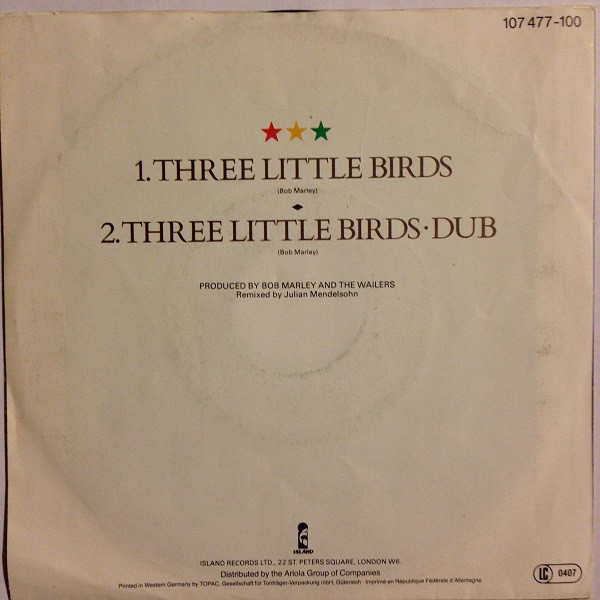 107 477-100
1. THREE LITTLE BIRDS
(Bob Marley)
2. THREE LITTLE BIRDS · DUB
(Bob Marley)
PRODUCED BY BOB MARLEY AND THE WAILERS
Remixed by Julian Mendelsohn
ISLAND
ISLAND RECORDS LTD., 22 ST. PETERS SQUARE, LONDON W6.
Distributed by the Ariola Group of Companies
LC 0407
Printed in Western Germany by TOPAC, Gesellschaft für Tonträger-Verpackung mbH, Gütersloh · Imprimé en République Fédérale d'Allemagne.